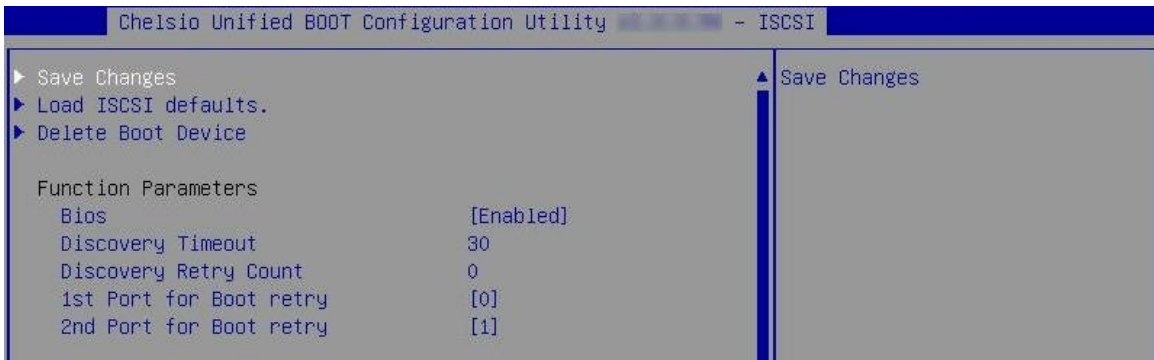 Chelsio Unified BOOT Configuration Utility - ISCSI
Save Changes
Load ISCSI defaults.
Delete Boot Device
Function Parameters
Bios [Enabled]
Discovery Timeout 30
Discovery Retry Count 0
1st Port for Boot retry [0]
2nd Port for Boot retry [1]
Save Changes